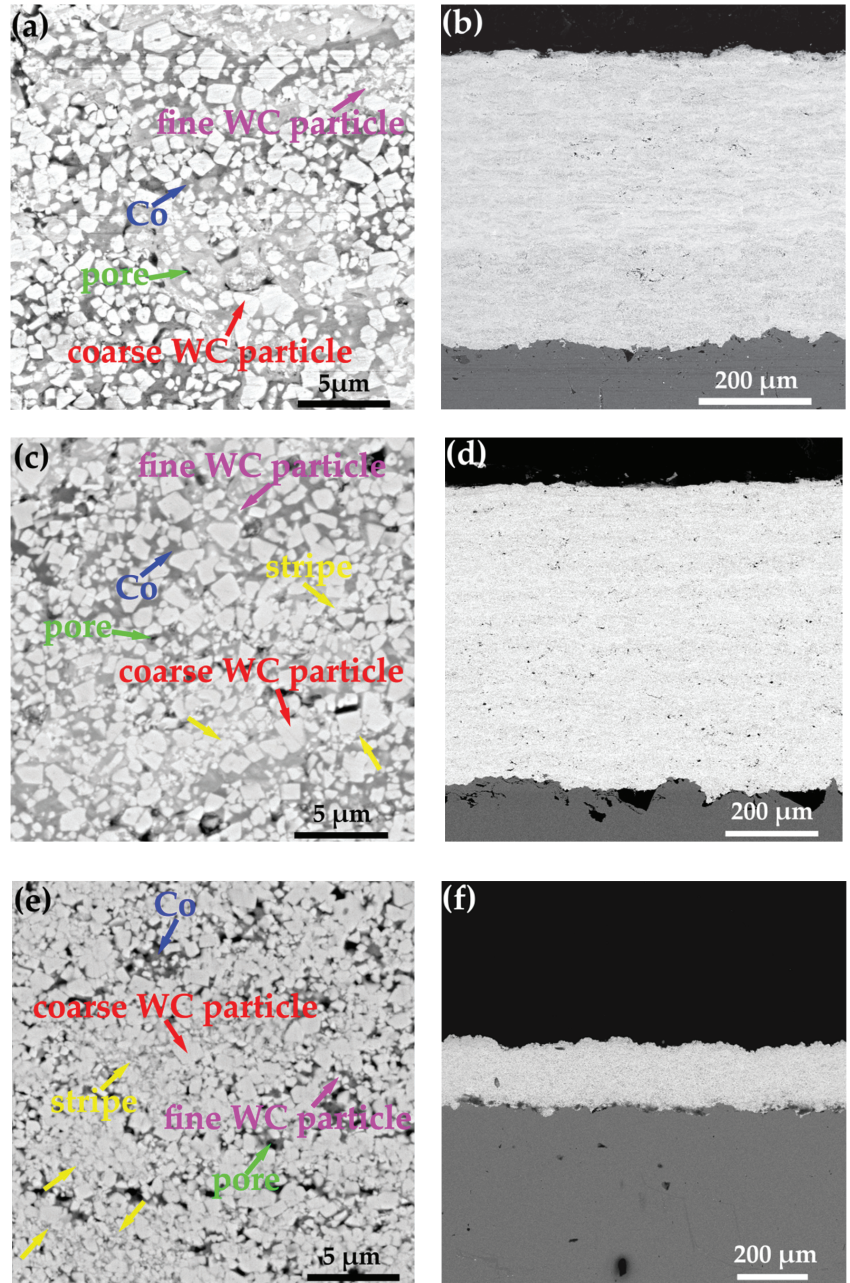 (a)
fine WC particle
Co
pore
coarse WC particle
5μm
(b)
200 μm
(c)
fine WC particle
Co
stripe
pore
coarse WC particle
5 μm
(d)
200 μm
(e)
Co
coarse WC particle
stripe
fine WC particle
pore
5 μm
(f)
200 μm